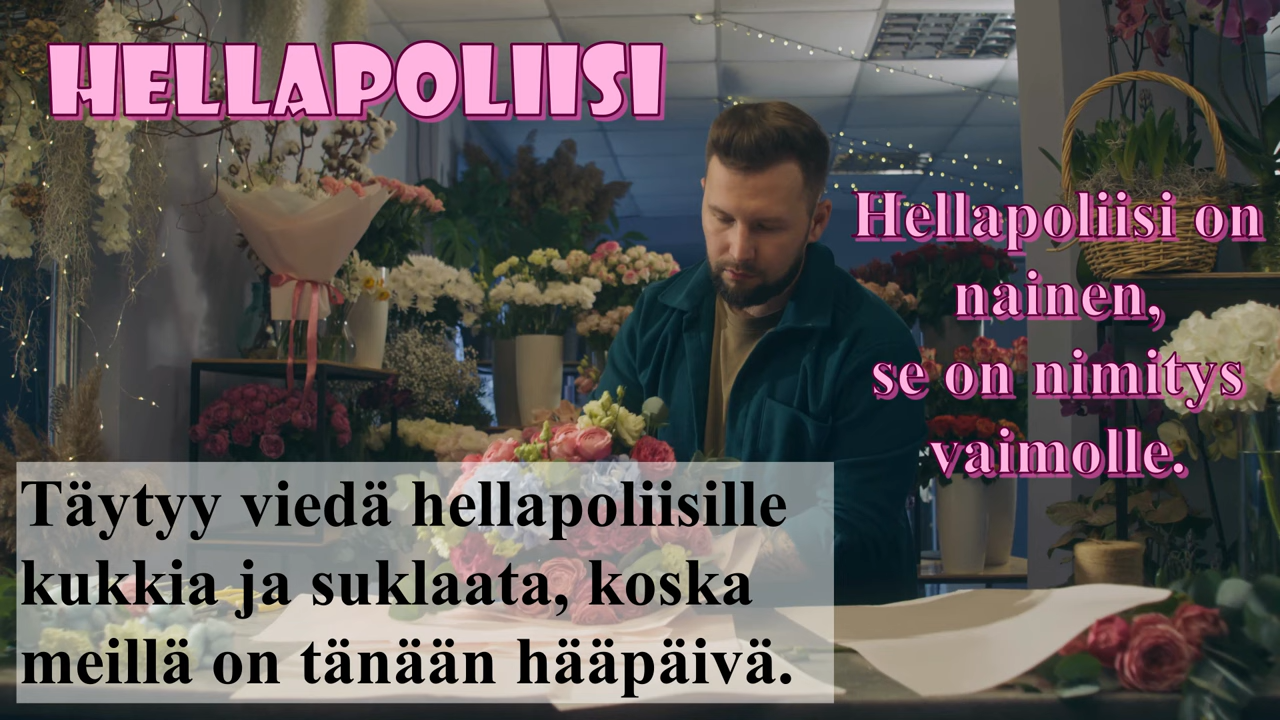 HELLAPOLIISI
Hellapoliisi on
nainen,
se on nimitys
vaimolle.
Täytyy viedä hellapoliisille
kukkia ja suklaata, koska
meillä on tänään hääpäivä.